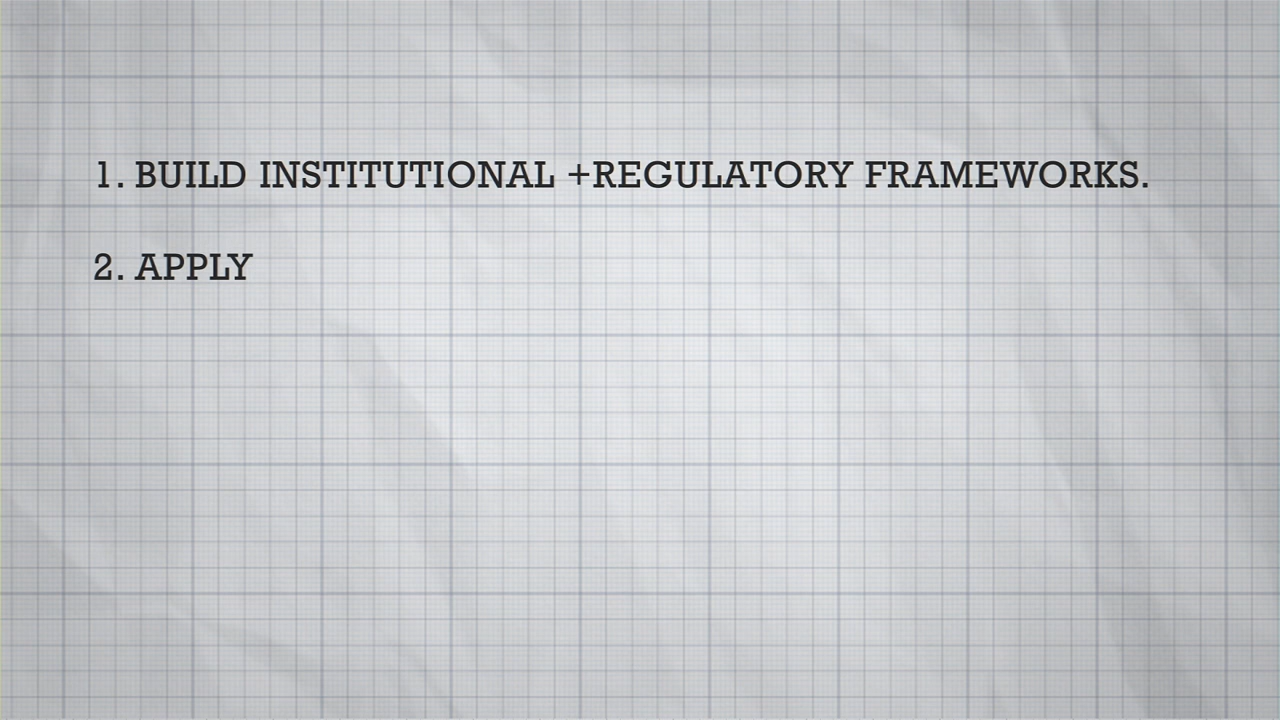 1. BUILD INSTITUTIONAL +REGULATORY FRAMEWORKS.
2. APPLY